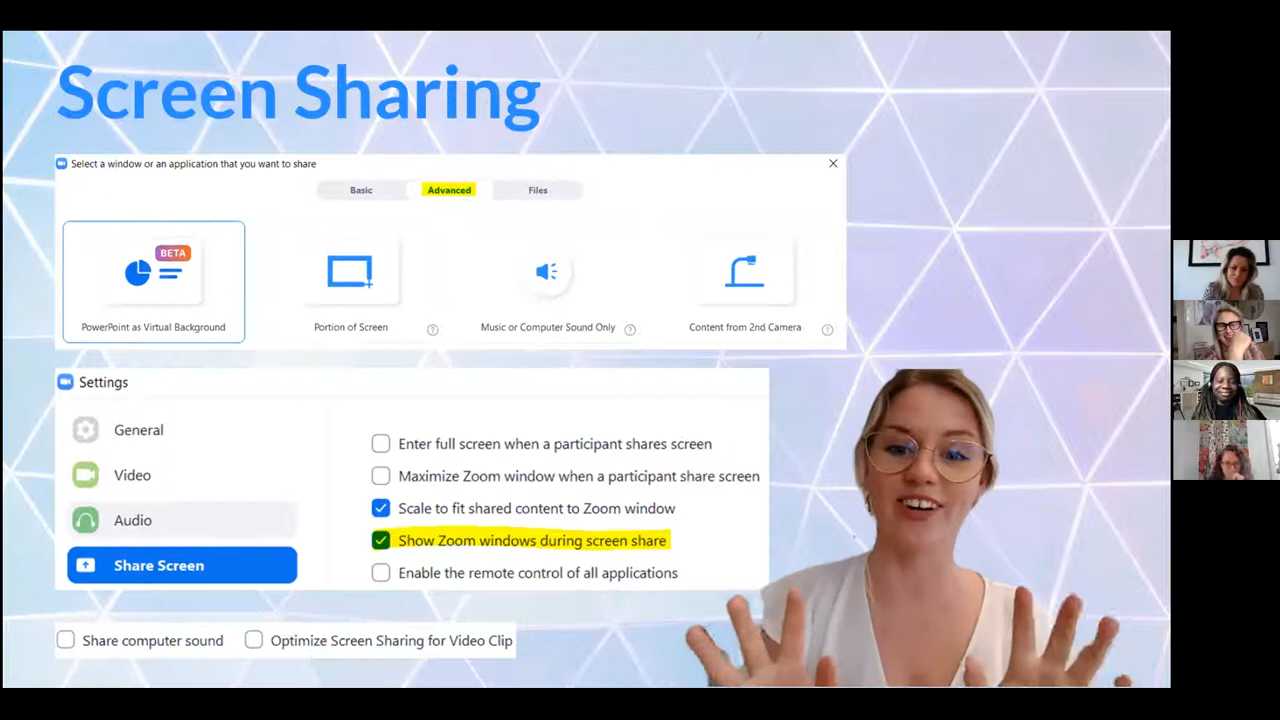 Screen Sharing
Select a window or an application that you want to share
Basic Advanced Files
BETA
PowerPoint as Virtual Background Portion of Screen ? Music or Computer Sound Only ? Content from 2nd Camera ?
Settings
General
Video
Audio
Share Screen
Enter full screen when a participant shares screen
Maximize Zoom window when a participant share screen
Scale to fit shared content to Zoom window
Show Zoom windows during screen share
Enable the remote control of all applications
Share computer sound Optimize Screen Sharing for Video Clip